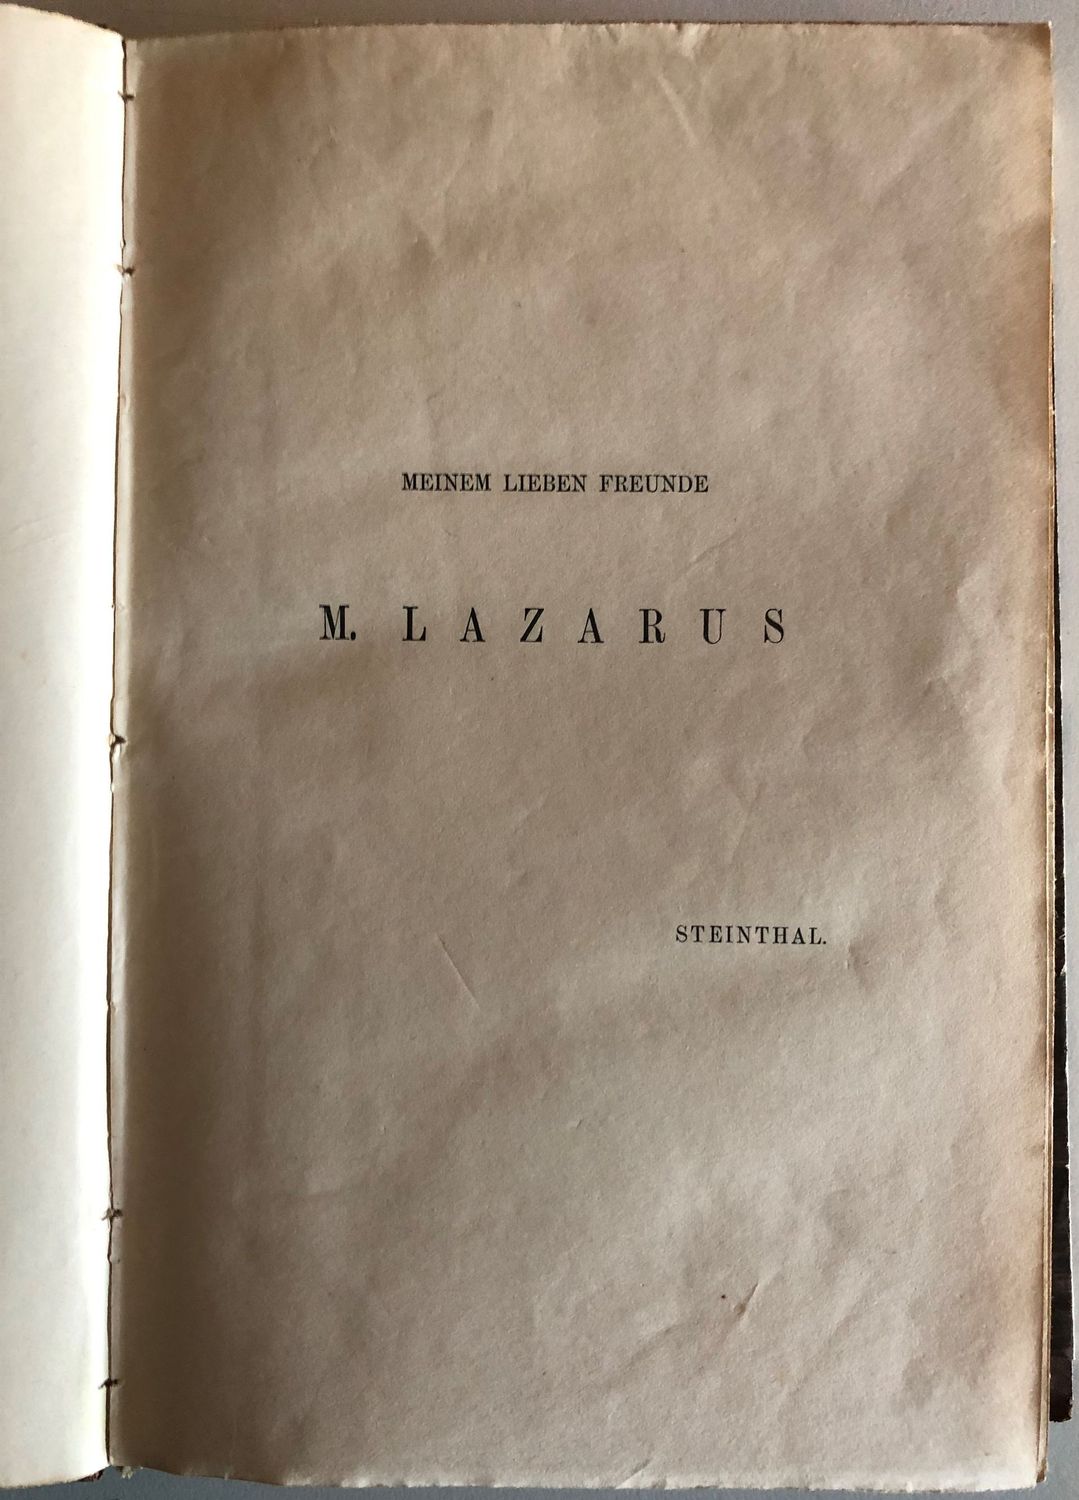 MEINEM LIEBEN FREUNDE
M. LAZARUS
STEINTHAL.